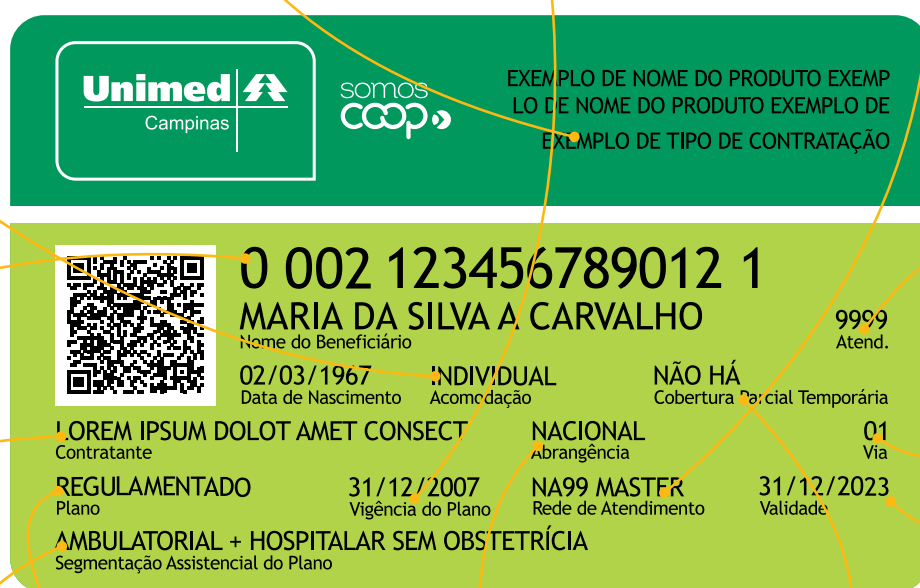 Unimed
Campinas
somos
coop
EXEMPLO DE NOME DO PRODUTO EXEMP
LO DE NOME DO PRODUTO EXEMPLO DE
EXEMPLO DE TIPO DE CONTRATAÇÃO
0 002 123456789012 1
MARIA DA SILVA A CARVALHO 9999
Nome do Beneficiário Atend.
02/03/1967 INDIVIDUAL NÃO HÁ
Data de Nascimento Acomodação Cobertura Parcial Temporária
LOREM IPSUM DOLOT AMET CONSECT NACIONAL 01
Contratante Abrangência Via
REGULAMENTADO 31/12/2007 NA99 MASTER 31/12/2023
Plano Vigência do Plano Rede de Atendimento Validade
AMBULATORIAL + HOSPITALAR SEM OBSTETRÍCIA
Segmentação Assistencial do Plano